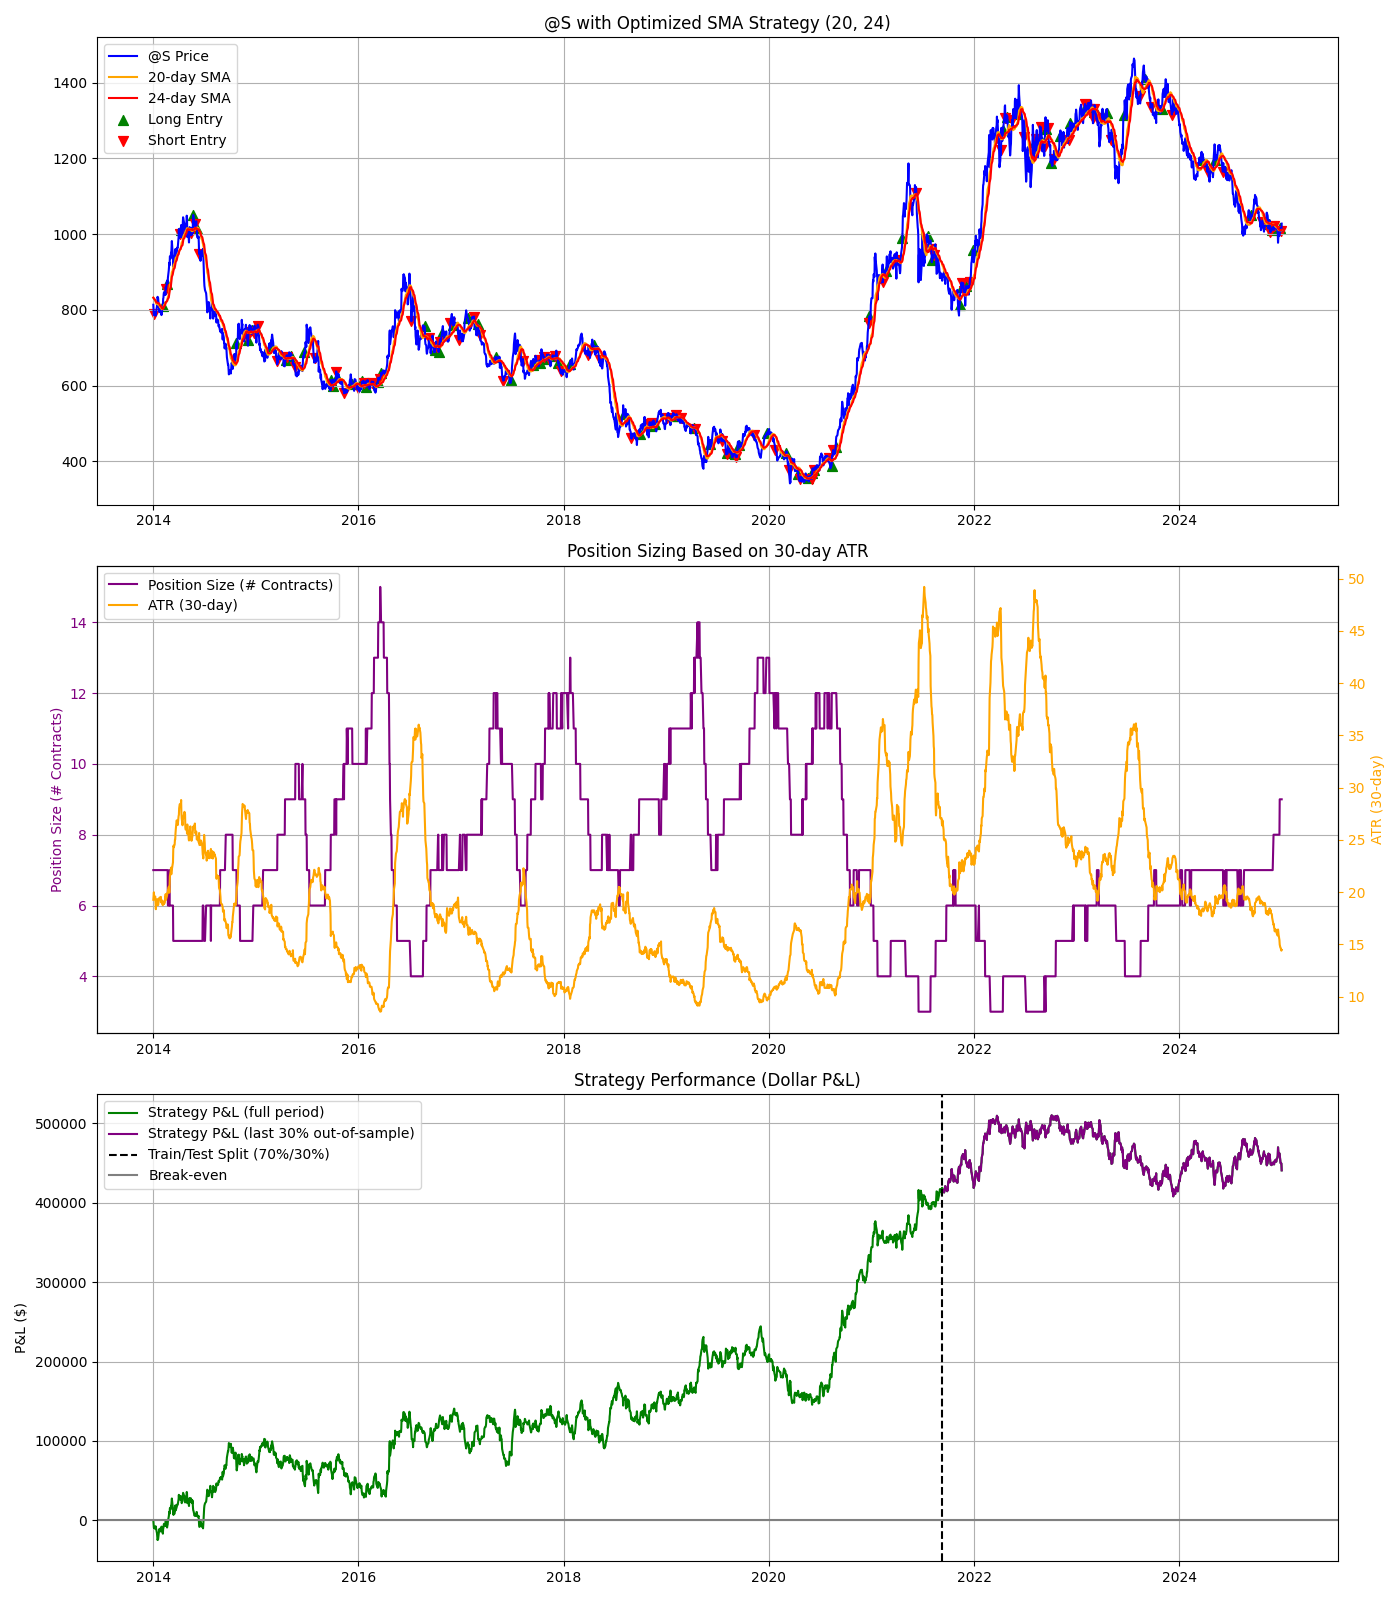 @S with Optimized SMA Strategy (20, 24)
@S Price
20-day SMA
24-day SMA
Long Entry
Short Entry
1400
1200
1000
800
600
400
2014 2016 2018 2020 2022 2024
Position Sizing Based on 30-day ATR
Position Size (# Contracts)
ATR (30-day)
Position Size (# Contracts)
14
12
10
8
6
4
50
45
40
35
30
25
20
15
10
ATR (30-day)
2014 2016 2018 2020 2022 2024
Strategy Performance (Dollar P&L)
Strategy P&L (full period)
Strategy P&L (last 30% out-of-sample)
Train/Test Split (70%/30%)
Break-even
P&L ($)
500000
400000
300000
200000
100000
0
2014 2016 2018 2020 2022 2024